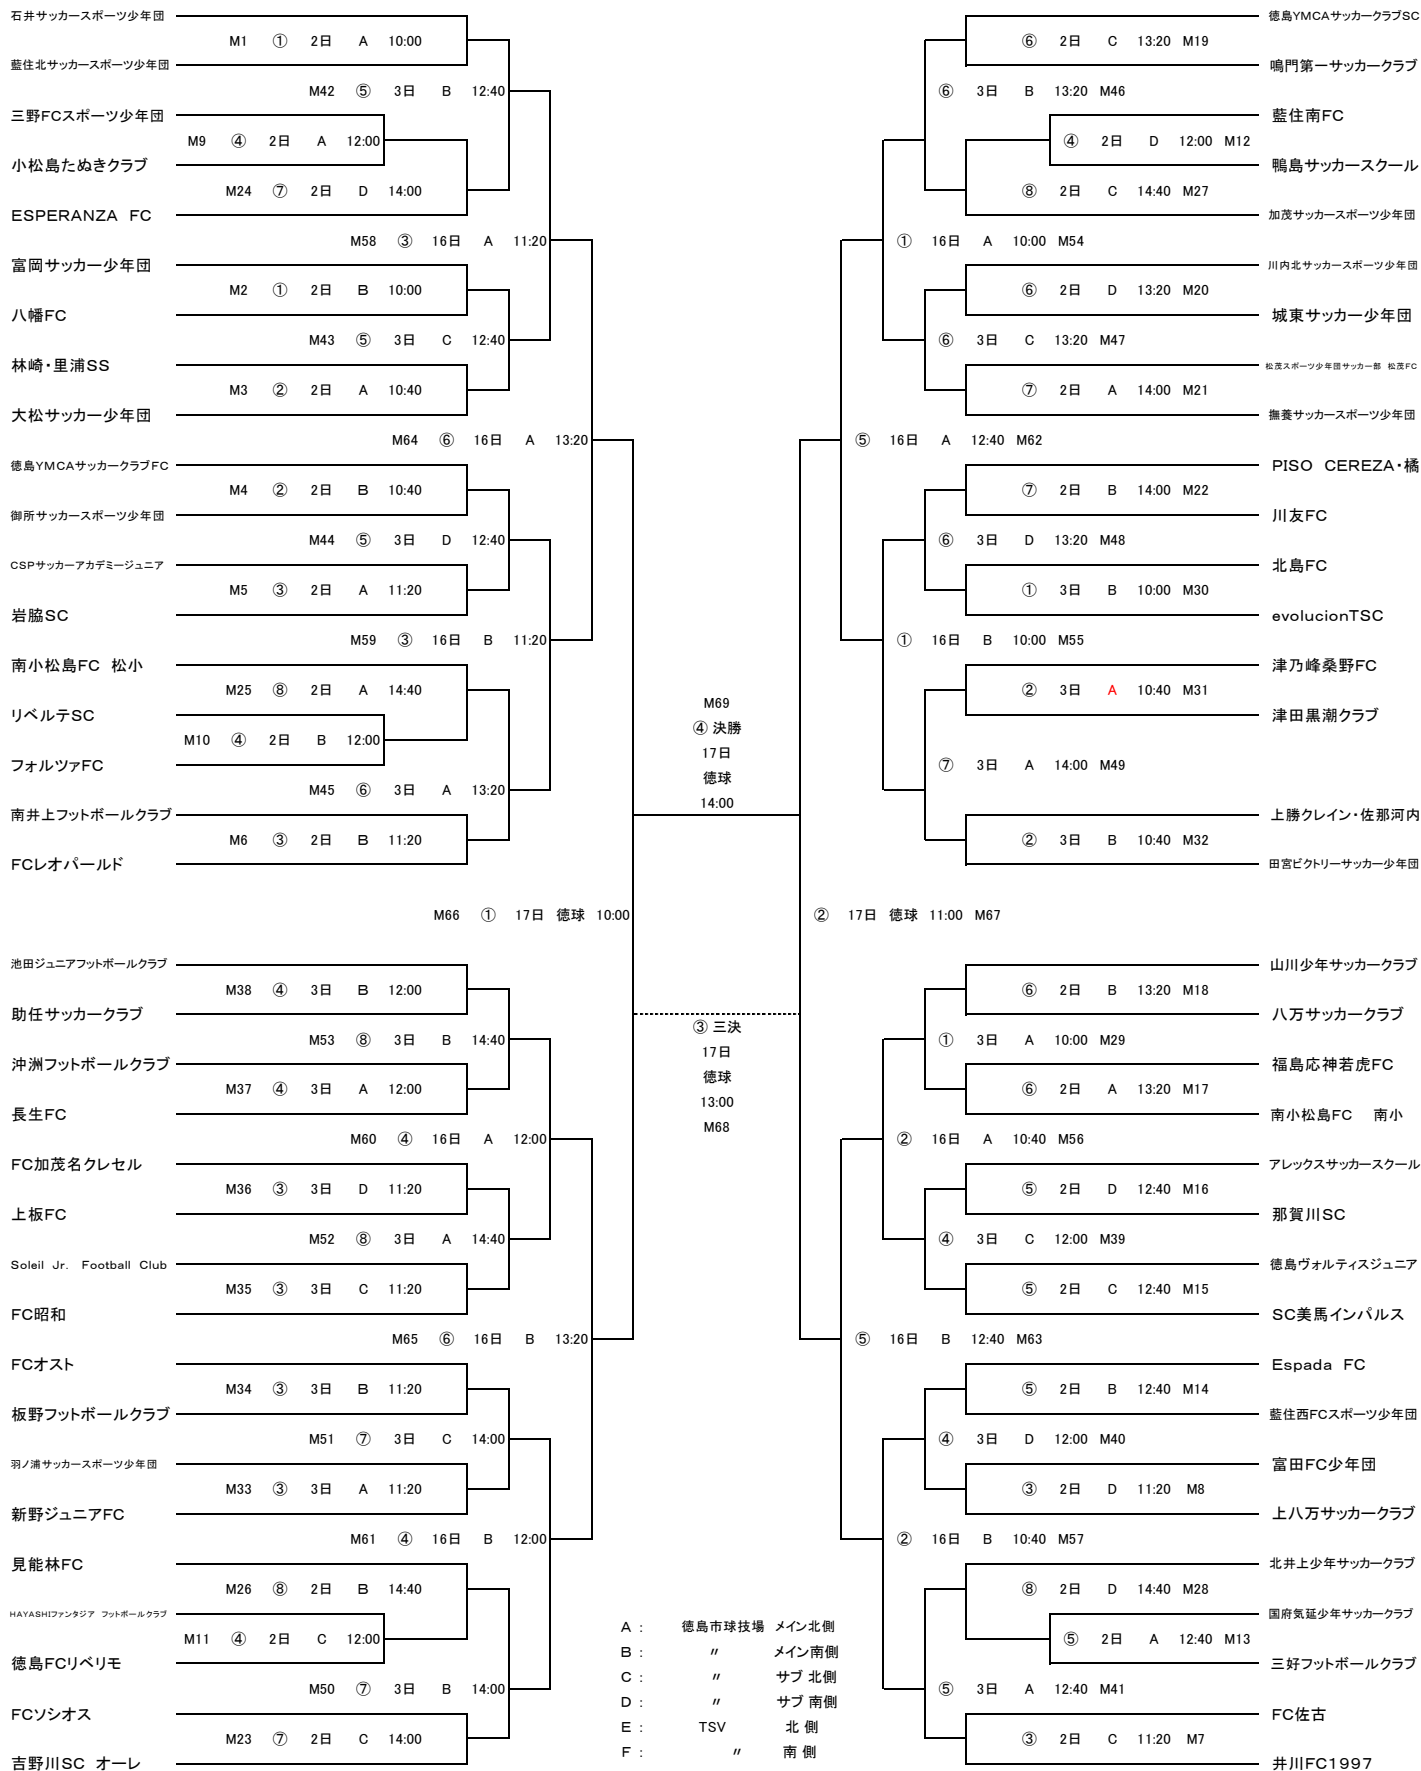 石井サッカースポーツ少年団
M1 ① 2日 A 10:00
藍住北サッカースポーツ少年団
M42 ⑤ 3日 B 12:40
三野FCスポーツ少年団
M9 ④ 2日 A 12:00
小松島たぬきクラブ
M24 ⑦ 2日 D 14:00
ESPERANZA FC
M58 ③ 16日 A 11:20
富岡サッカー少年団
M2 ① 2日 B 10:00
八幡FC
M43 ⑤ 3日 C 12:40
林崎・里浦SS
M3 ② 2日 A 10:40
大松サッカー少年団
M64 ⑥ 16日 A 13:20
徳島YMCAサッカークラブFC
M4 ② 2日 B 10:40
御所サッカースポーツ少年団
M44 ⑤ 3日 D 12:40
CSPサッカーアカデミージュニア
M5 ③ 2日 A 11:20
岩脇SC
M59 ③ 16日 B 11:20
南小松島FC 松小
M25 ⑧ 2日 A 14:40
リベルテSC
M10 ④ 2日 B 12:00
フォルツァFC
M45 ⑥ 3日 A 13:20
南井上フットボールクラブ
M6 ③ 2日 B 11:20
FCレオパールド
M66 ① 17日 徳球 10:00
池田ジュニアフットボールクラブ
M38 ④ 3日 B 12:00
助任サッカークラブ
M53 ⑧ 3日 B 14:40
沖洲フットボールクラブ
M37 ④ 3日 A 12:00
長生FC
M60 ④ 16日 A 12:00
FC加茂名クレセル
M36 ③ 3日 D 11:20
上板FC
M52 ⑧ 3日 A 14:40
Soleil Jr. Football Club
M35 ③ 3日 C 11:20
FC昭和
M65 ⑥ 16日 B 13:20
FCオスト
M34 ③ 3日 B 11:20
板野フットボールクラブ
M51 ⑦ 3日 C 14:00
羽ノ浦サッカースポーツ少年団
M33 ③ 3日 A 11:20
新野ジュニアFC
M61 ④ 16日 B 12:00
見能林FC
M26 ⑧ 2日 B 14:40
HAYASHIファンタジア フットボールクラブ
M11 ④ 2日 C 12:00
徳島FCリベリモ
M50 ⑦ 3日 B 14:00
FCソシオス
M23 ⑦ 2日 C 14:00
吉野川SC オーレ
M69
④ 決勝
17日
徳球
14:00
③ 三決
17日
徳球
13:00
M68
A : 徳島市球技場 メイン北側
B : 〃 メイン南側
C : 〃 サブ 北側
D : 〃 サブ 南側
E : TSV 北 側
F : 〃 南 側
徳島YMCAサッカークラブSC
⑥ 2日 C 13:20 M19
鳴門第一サッカークラブ
⑥ 3日 B 13:20 M46
藍住南FC
④ 2日 D 12:00 M12
鴨島サッカースクール
⑧ 2日 C 14:40 M27
加茂サッカースポーツ少年団
① 16日 A 10:00 M54
川内北サッカースポーツ少年団
⑥ 2日 D 13:20 M20
城東サッカー少年団
⑥ 3日 C 13:20 M47
松茂スポーツ少年団サッカー部 松茂FC
⑦ 2日 A 14:00 M21
撫養サッカースポーツ少年団
⑤ 16日 A 12:40 M62
PISO CEREZA・橘
⑦ 2日 B 14:00 M22
川友FC
⑥ 3日 D 13:20 M48
北島FC
① 3日 B 10:00 M30
evolucionTSC
① 16日 B 10:00 M55
津乃峰桑野FC
② 3日 A 10:40 M31
津田黒潮クラブ
⑦ 3日 A 14:00 M49
上勝クレイン・佐那河内
② 3日 B 10:40 M32
田宮ビクトリーサッカー少年団
② 17日 徳球 11:00 M67
山川少年サッカークラブ
⑥ 2日 B 13:20 M18
八万サッカークラブ
① 3日 A 10:00 M29
福島応神若虎FC
⑥ 2日 A 13:20 M17
南小松島FC 南小
② 16日 A 10:40 M56
アレックスサッカースクール
⑤ 2日 D 12:40 M16
那賀川SC
④ 3日 C 12:00 M39
徳島ヴォルティスジュニア
⑤ 2日 C 12:40 M15
SC美馬インパルス
⑤ 16日 B 12:40 M63
Espada FC
⑤ 2日 B 12:40 M14
藍住西FCスポーツ少年団
④ 3日 D 12:00 M40
富田FC少年団
③ 2日 D 11:20 M8
上八万サッカークラブ
② 16日 B 10:40 M57
北井上少年サッカークラブ
⑧ 2日 D 14:40 M28
国府気延少年サッカークラブ
⑤ 2日 A 12:40 M13
三好フットボールクラブ
⑤ 3日 A 12:40 M41
FC佐古
③ 2日 C 11:20 M7
井川FC1997